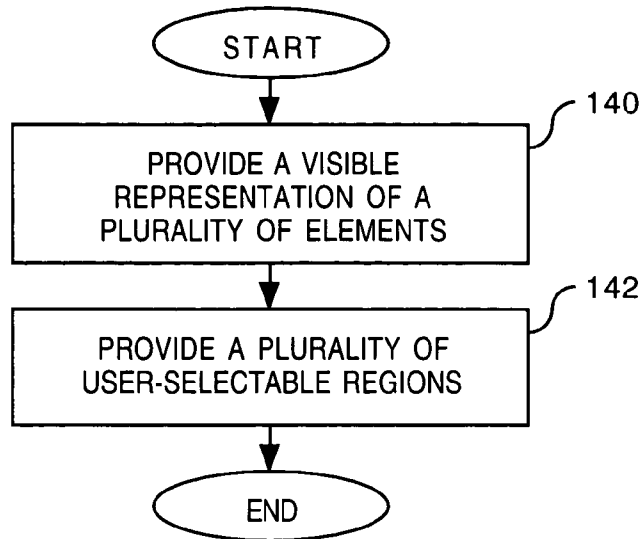 START
140
PROVIDE A VISIBLE
REPRESENTATION OF A
PLURALITY OF ELEMENTS
142
PROVIDE A PLURALITY OF
USER-SELECTABLE REGIONS
END